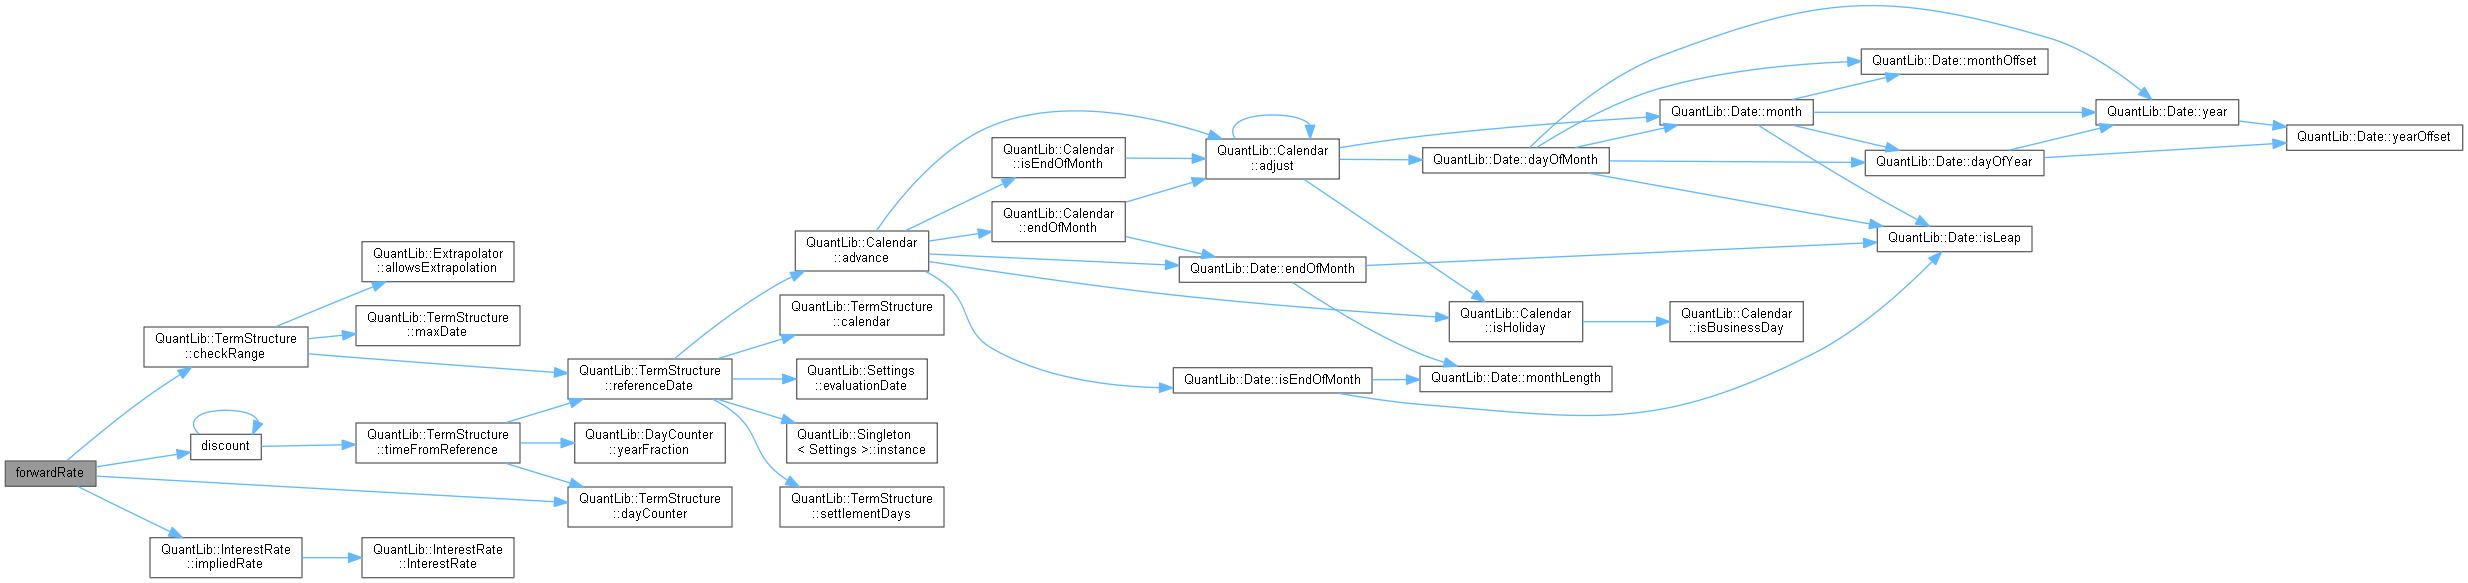 forwardRate
QuantLib::TermStructure
::checkRange
discount
QuantLib::InterestRate
::impliedRate
QuantLib::Extrapolator
::allowsExtrapolation
QuantLib::TermStructure
::maxDate
QuantLib::TermStructure
::timeFromReference
QuantLib::InterestRate
::InterestRate
QuantLib::TermStructure
::referenceDate
QuantLib::DayCounter
::yearFraction
QuantLib::TermStructure
::dayCounter
QuantLib::Calendar
::advance
QuantLib::TermStructure
::calendar
QuantLib::Settings
::evaluationDate
QuantLib::Singleton
< Settings >::instance
QuantLib::TermStructure
::settlementDays
QuantLib::Calendar
::isEndOfMonth
QuantLib::Calendar
::endOfMonth
QuantLib::Calendar
::adjust
QuantLib::Date::endOfMonth
QuantLib::Date::isEndOfMonth
QuantLib::Date::dayOfMonth
QuantLib::Calendar
::isHoliday
QuantLib::Date::monthLength
QuantLib::Date::month
QuantLib::Calendar
::isBusinessDay
QuantLib::Date::monthOffset
QuantLib::Date::dayOfYear
QuantLib::Date::isLeap
QuantLib::Date::year
QuantLib::Date::yearOffset